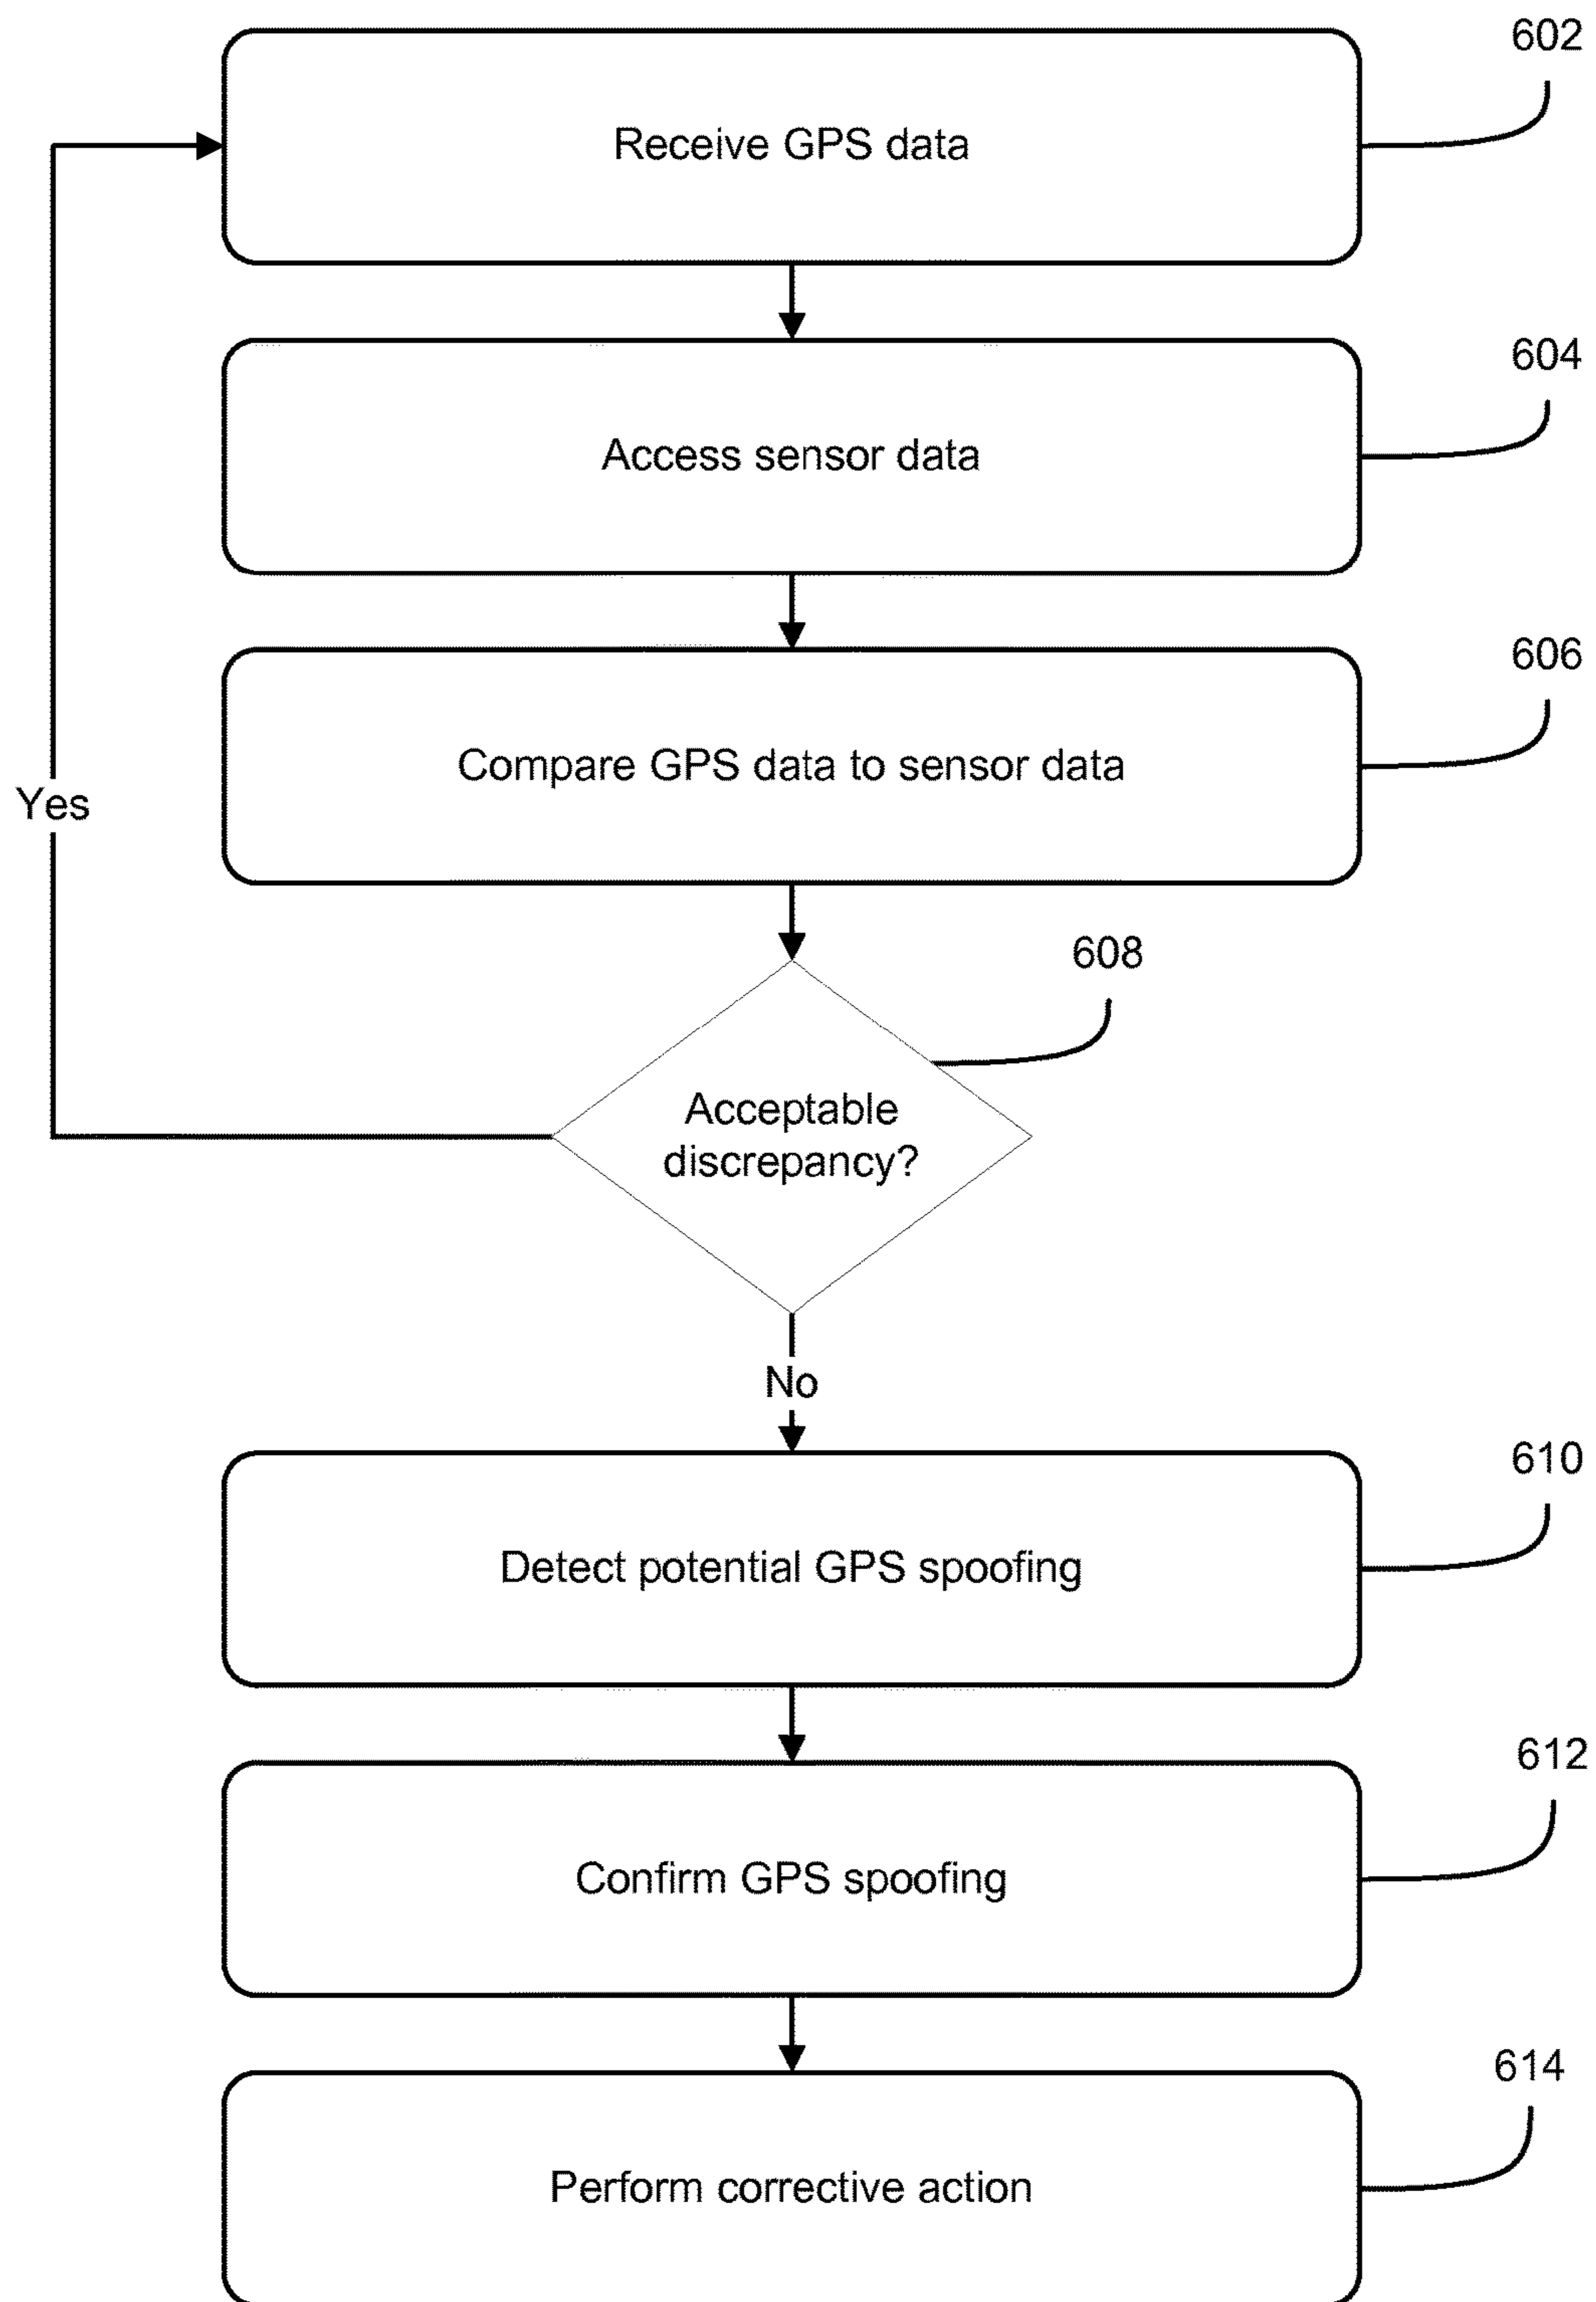 602
Receive GPS data
604
Access sensor data
606
Compare GPS data to sensor data
Yes
608
Acceptable
discrepancy?
No
610
Detect potential GPS spoofing
612
Confirm GPS spoofing
614
Perform corrective action